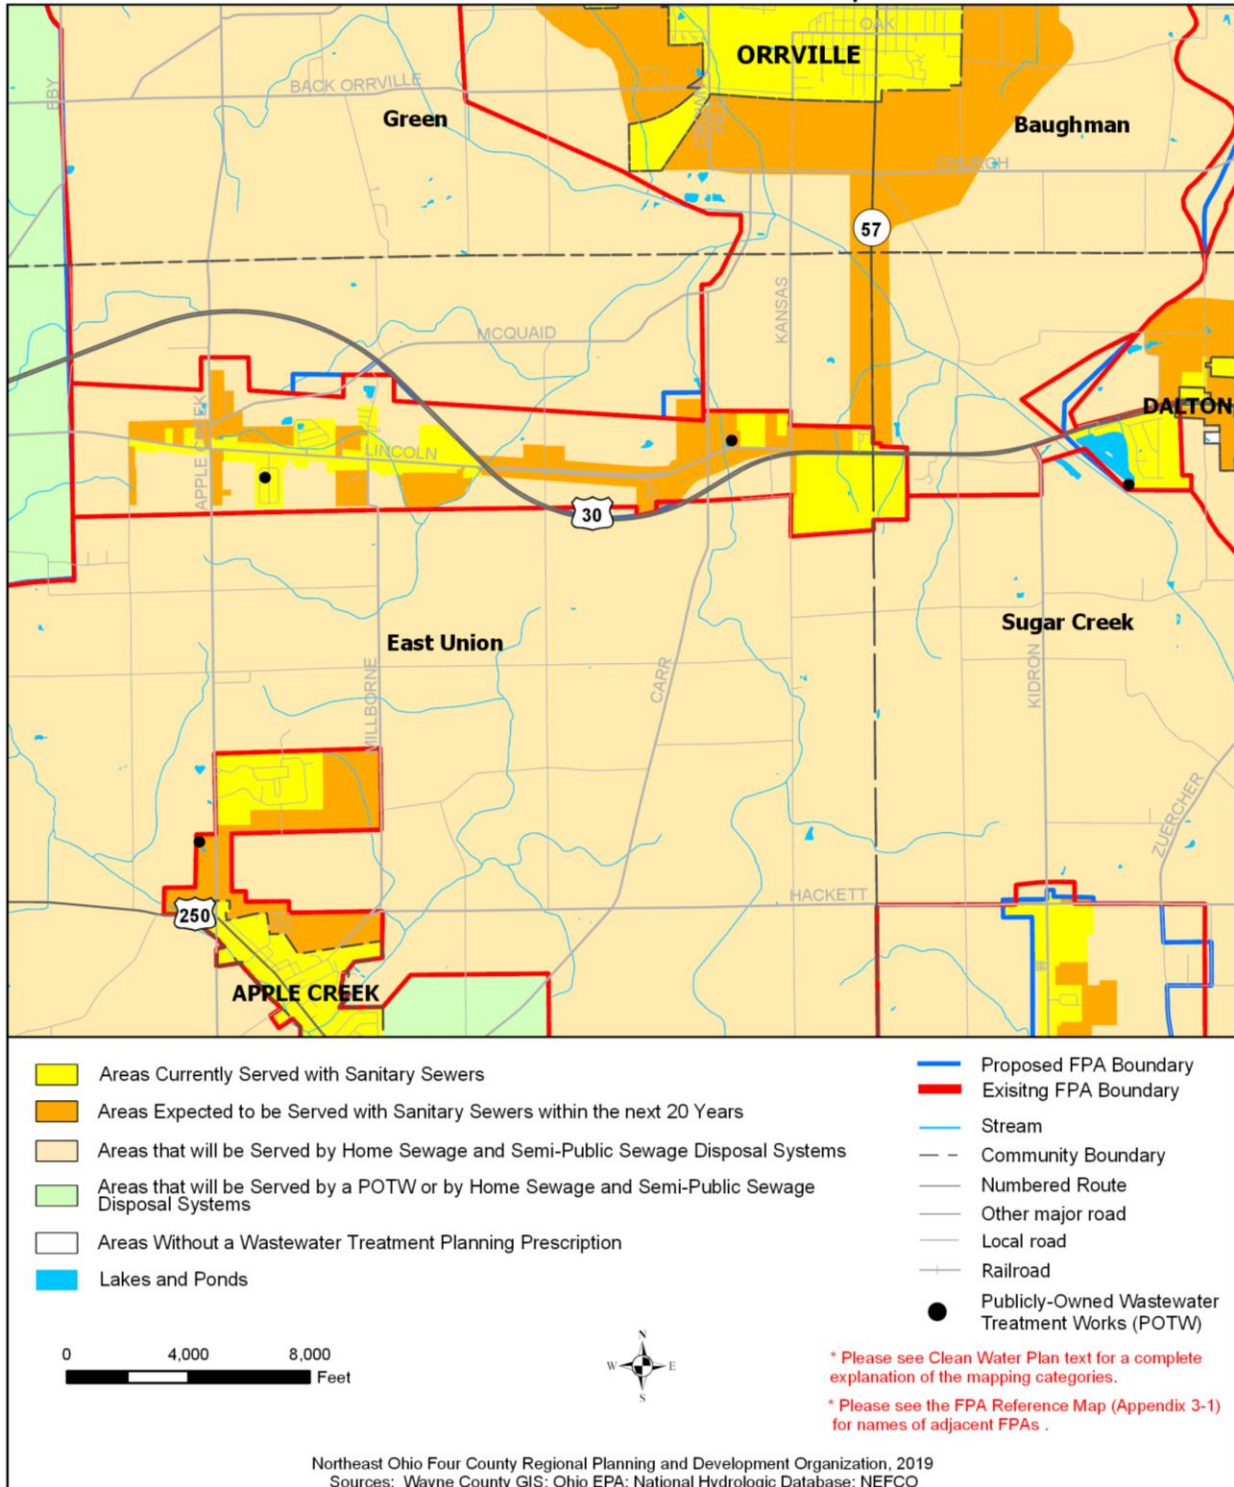 OAK
ORRVILLE
EBY
BACK ORRVILLE
Green
Baughman
CHURCH
57
KANSAS
MCQUAID
DALTON
APPLE CREEK
LINCOLN
30
East Union
Sugar Creek
MILLBORNE
CARR
KIDRON
ZUERCHER
HACKETT
250
APPLE CREEK
Areas Currently Served with Sanitary Sewers
Areas Expected to be Served with Sanitary Sewers within the next 20 Years
Areas that will be Served by Home Sewage and Semi-Public Sewage Disposal Systems
Areas that will be Served by a POTW or by Home Sewage and Semi-Public Sewage
Disposal Systems
Areas Without a Wastewater Treatment Planning Prescription
Lakes and Ponds
Proposed FPA Boundary
Exisitng FPA Boundary
Stream
Community Boundary
Numbered Route
Other major road
Local road
Railroad
Publicly-Owned Wastewater
Treatment Works (POTW)
0 4,000 8,000
Feet
N
W E
S
* Please see Clean Water Plan text for a complete
explanation of the mapping categories.
* Please see the FPA Reference Map (Appendix 3-1)
for names of adjacent FPAs .
Northeast Ohio Four County Regional Planning and Development Organization, 2019
Sources: Wayne County GIS; Ohio EPA; National Hydrologic Database; NEFCO